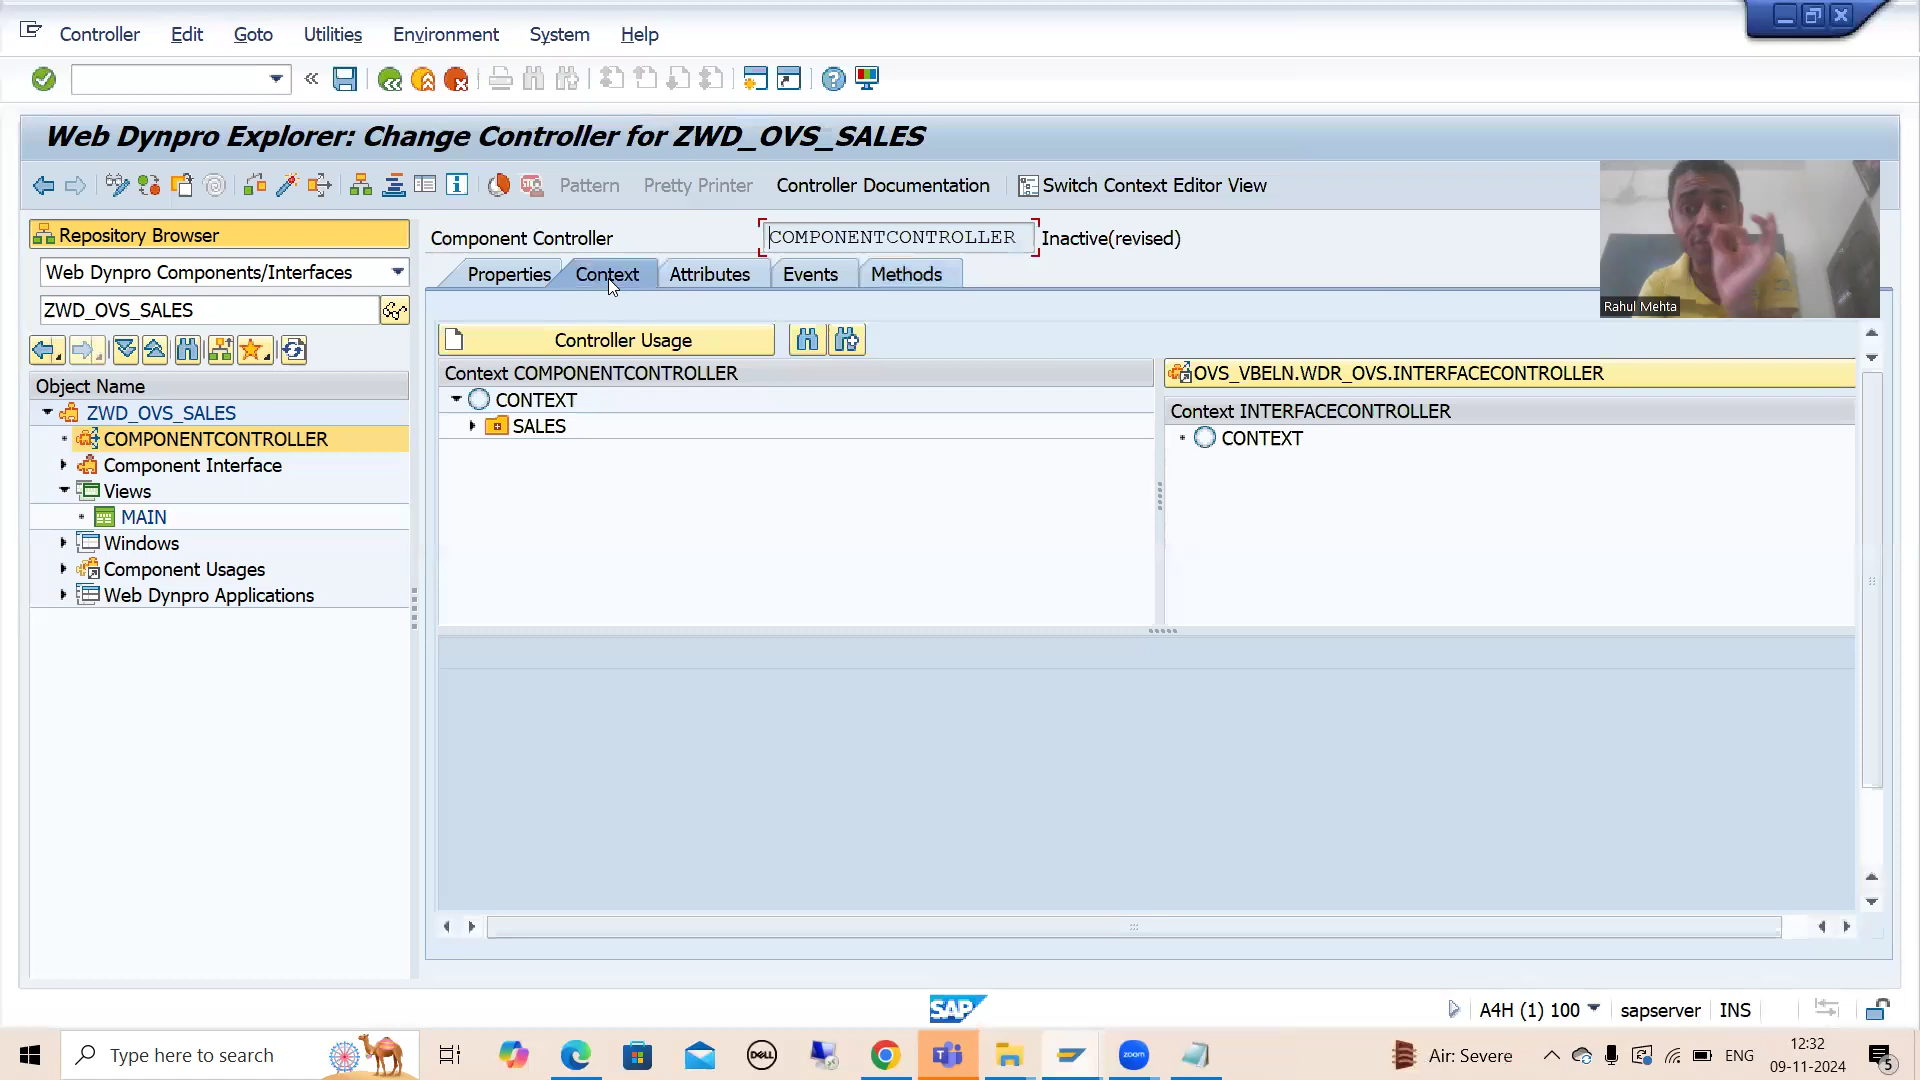 Controller Edit Goto Utilities Environment System Help
Web Dynpro Explorer: Change Controller for ZWD_OVS_SALES
Pattern Pretty Printer Controller Documentation Switch Context Editor View
Rahul Mehta
Repository Browser
Web Dynpro Components/Interfaces
ZWD_OVS_SALES
Object Name
ZWD_OVS_SALES
COMPONENTCONTROLLER
Component Interface
Views
MAIN
Windows
Component Usages
Web Dynpro Applications
Component Controller COMPONENTCONTROLLER Inactive(revised)
Properties Context Attributes Events Methods
Controller Usage
Context COMPONENTCONTROLLER
CONTEXT
SALES
OVS_VBELN.WDR_OVS.INTERFACECONTROLLER
Context INTERFACECONTROLLER
CONTEXT
SAP
A4H (1) 100 sapserver INS
Type here to search
DELL
zoom
Air: Severe
ENG
12:32
09-11-2024
5